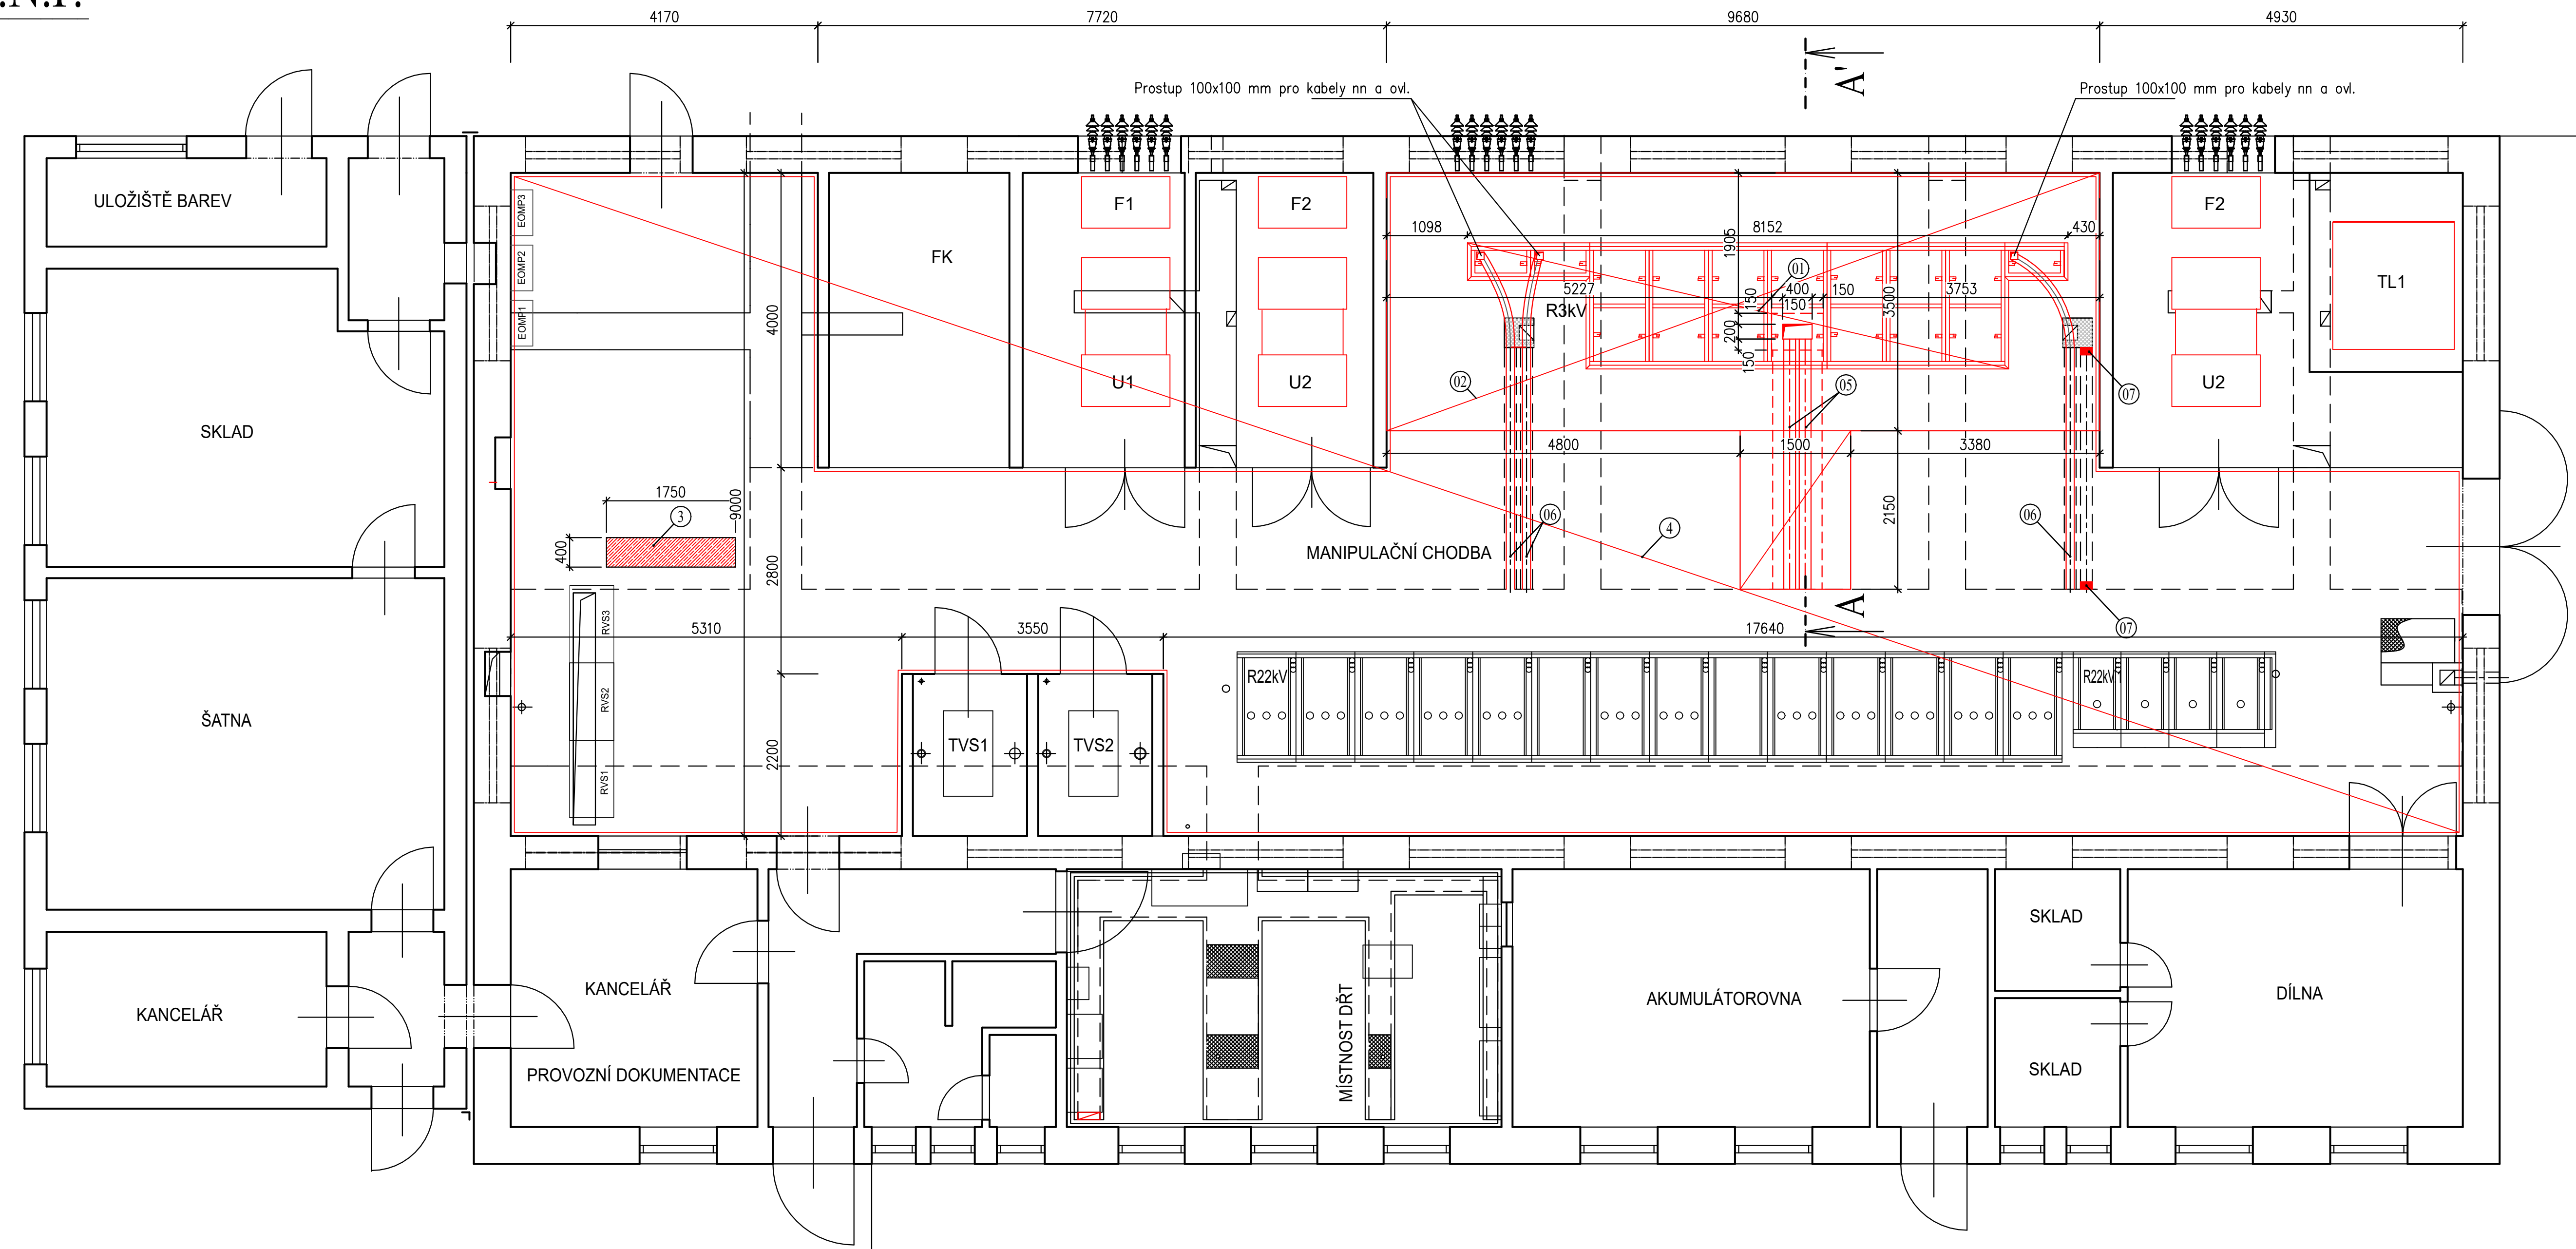 4170
7720
9680
4930
A'
Prostup 100x100 mm pro kabely nn a ovl.
Prostup 100x100 mm pro kabely nn a ovl.
ULOŽIŠTĚ BAREV
EOMP3
EOMP2
EOMP1
FK
F1
F2
F2
TL1
1098
8152
430
1905
01
5227
400
150
3753
150
150
3500
R3kV
200
150
4000
U1
U2
U2
02
05
07
SKLAD
4800
1500
3380
1750
9000
3
06
4
06
2150
400
MANIPULAČNÍ CHODBA
2800
A
RVS3
5310
3550
17640
07
R22kV
R22kV
RVS2
ŠATNA
TVS1
TVS2
2200
RVS1
SKLAD
KANCELÁŘ
AKUMULÁTOROVNA
DÍLNA
KANCELÁŘ
MÍSTNOST DŘT
PROVOZNÍ DOKUMENTACE
SKLAD